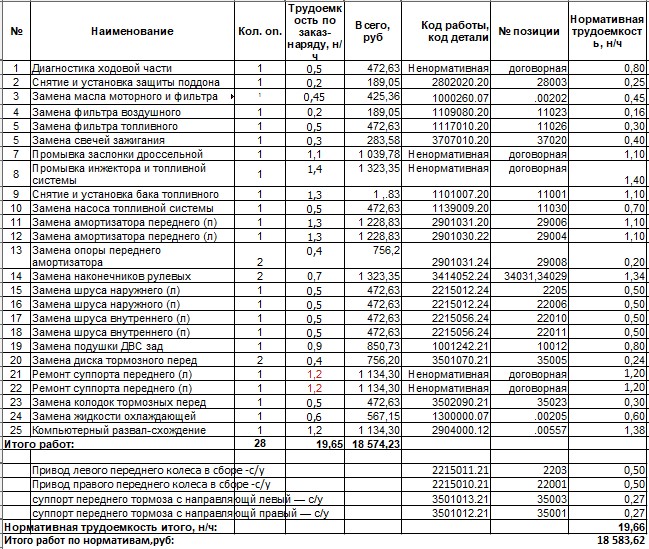 № Наименование Кол. оп. Трудоемк ость по заказ-наряду, н/ч Всего, руб Код работы, код детали № позиции Нормативная трудоемкост ь, н/ч
1 Диагностика ходовой части 1 0,5 472,63 Ненормативная договорная 0,80
2 Снятие и установка защиты поддона 1 0,2 189,05 2802020.20 28003 0,25
3 Замена масла моторного и фильтра 1 0,45 425,36 1000260.07 .00202 0,45
4 Замена фильтра воздушного 1 0,2 189,05 1109080.20 11023 0,16
5 Замена фильтра топливного 1 0,5 472,63 1117010.20 11026 0,30
5 Замена свечей зажигания 1 0,3 283,58 3707010.20 37020 0,40
7 Промывка заслонки дроссельной 1 1,1 1 039,78 Ненормативная договорная 1,10
8 Промывка инжектора и топливной системы 1 1,4 1 323,35 Ненормативная договорная 1,40
9 Снятие и установка бака топливного 1 1,3 1 ,.83 1101007.20 11001 1,10
10 Замена насоса топливной системы 1 0,5 472,63 1139009.20 11030 0,70
11 Замена амортизатора переднего (л) 1 1,3 1 228,83 2901031.20 29006 1,10
12 Замена амортизатора переднего (п) 1 1,3 1 228,83 2901030.22 29004 1,10
13 Замена опоры переднего амортизатора 2 0,4 756,2 2901031.24 29008 0,20
14 Замена наконечников рулевых 2 0,7 1 323,35 3414052.24 34031,34029 1,34
15 Замена шруса наружнего (л) 1 0,5 472,63 2215012.24 2205 0,50
16 Замена шруса наружнего (п) 1 0,5 472,63 2215012.24 22006 0,50
17 Замена шруса внутреннего (л) 1 0,5 472,63 2215056.24 22010 0,50
18 Замена шруса внутреннего (п) 1 0,5 472,63 2215056.24 22011 0,50
19 Замена подушки ДВС зад 1 0,9 850,73 1001242.21 10012 0,80
20 Замена диска тормозного перед 2 0,4 756,20 3501070.21 35005 0,24
21 Ремонт суппорта переднего (л) 1 1,2 1 134,30 Ненормативная договорная 1,20
22 Ремонт суппорта переднего (п) 1 1,2 1 134,30 Ненормативная договорная 1,20
23 Замена колодок тормозных перед 1 0,5 472,63 3502090.21 35023 0,30
24 Замена жидкости охлаждающей 1 0,6 567,15 1300000.07 .00205 0,60
25 Компьютерный развал-схождение 1 1,2 1 134,30 2904000.12 .00557 1,38
Итого работ: 28 19,65 18 574,23
Привод левого переднего колеса в сборе -с/у 2215011.21 2203 0,50
Привод правого переднего колеса в сборе -с/у 2215010.21 22001 0,50
суппорт переднего тормоза с направляющй левый — с/у 3501013.21 35003 0,27
суппорт переднего тормоза с направляющй правый — с/у 3501012.21 35001 0,27
Нормативная трудоемкость итого, н/ч: 19,66
Итого работ по нормативам,руб: 18 583,62